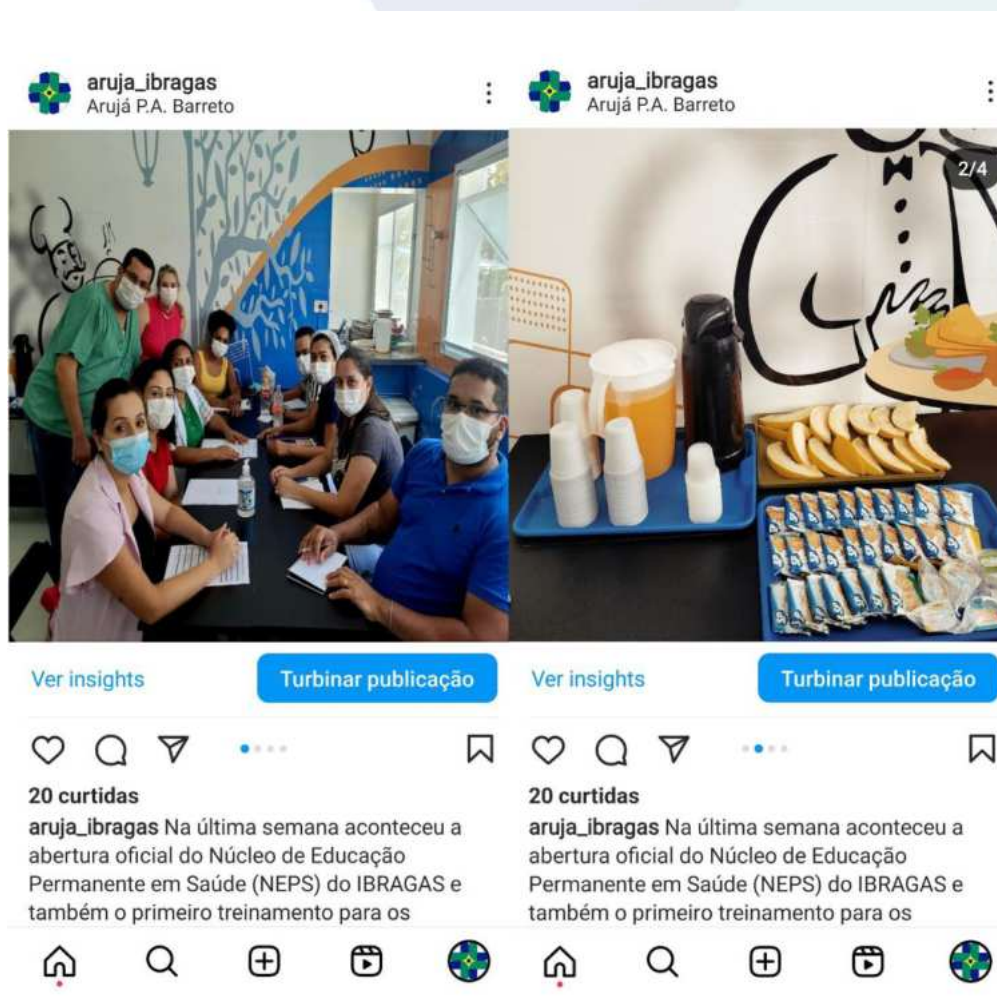 aruja_ibragas
Arujá P.A. Barreto
Ver insights
Turbinar publicação
20 curtidas
aruja_ibragas Na última semana aconteceu a
abertura oficial do Núcleo de Educação
Permanente em Saúde (NEPS) do IBRAGAS e
também o primeiro treinamento para os
aruja_ibragas
Arujá P.A. Barreto
2/4
Ver insights
Turbinar publicação
20 curtidas
aruja_ibragas Na última semana aconteceu a
abertura oficial do Núcleo de Educação
Permanente em Saúde (NEPS) do IBRAGAS e
também o primeiro treinamento para os